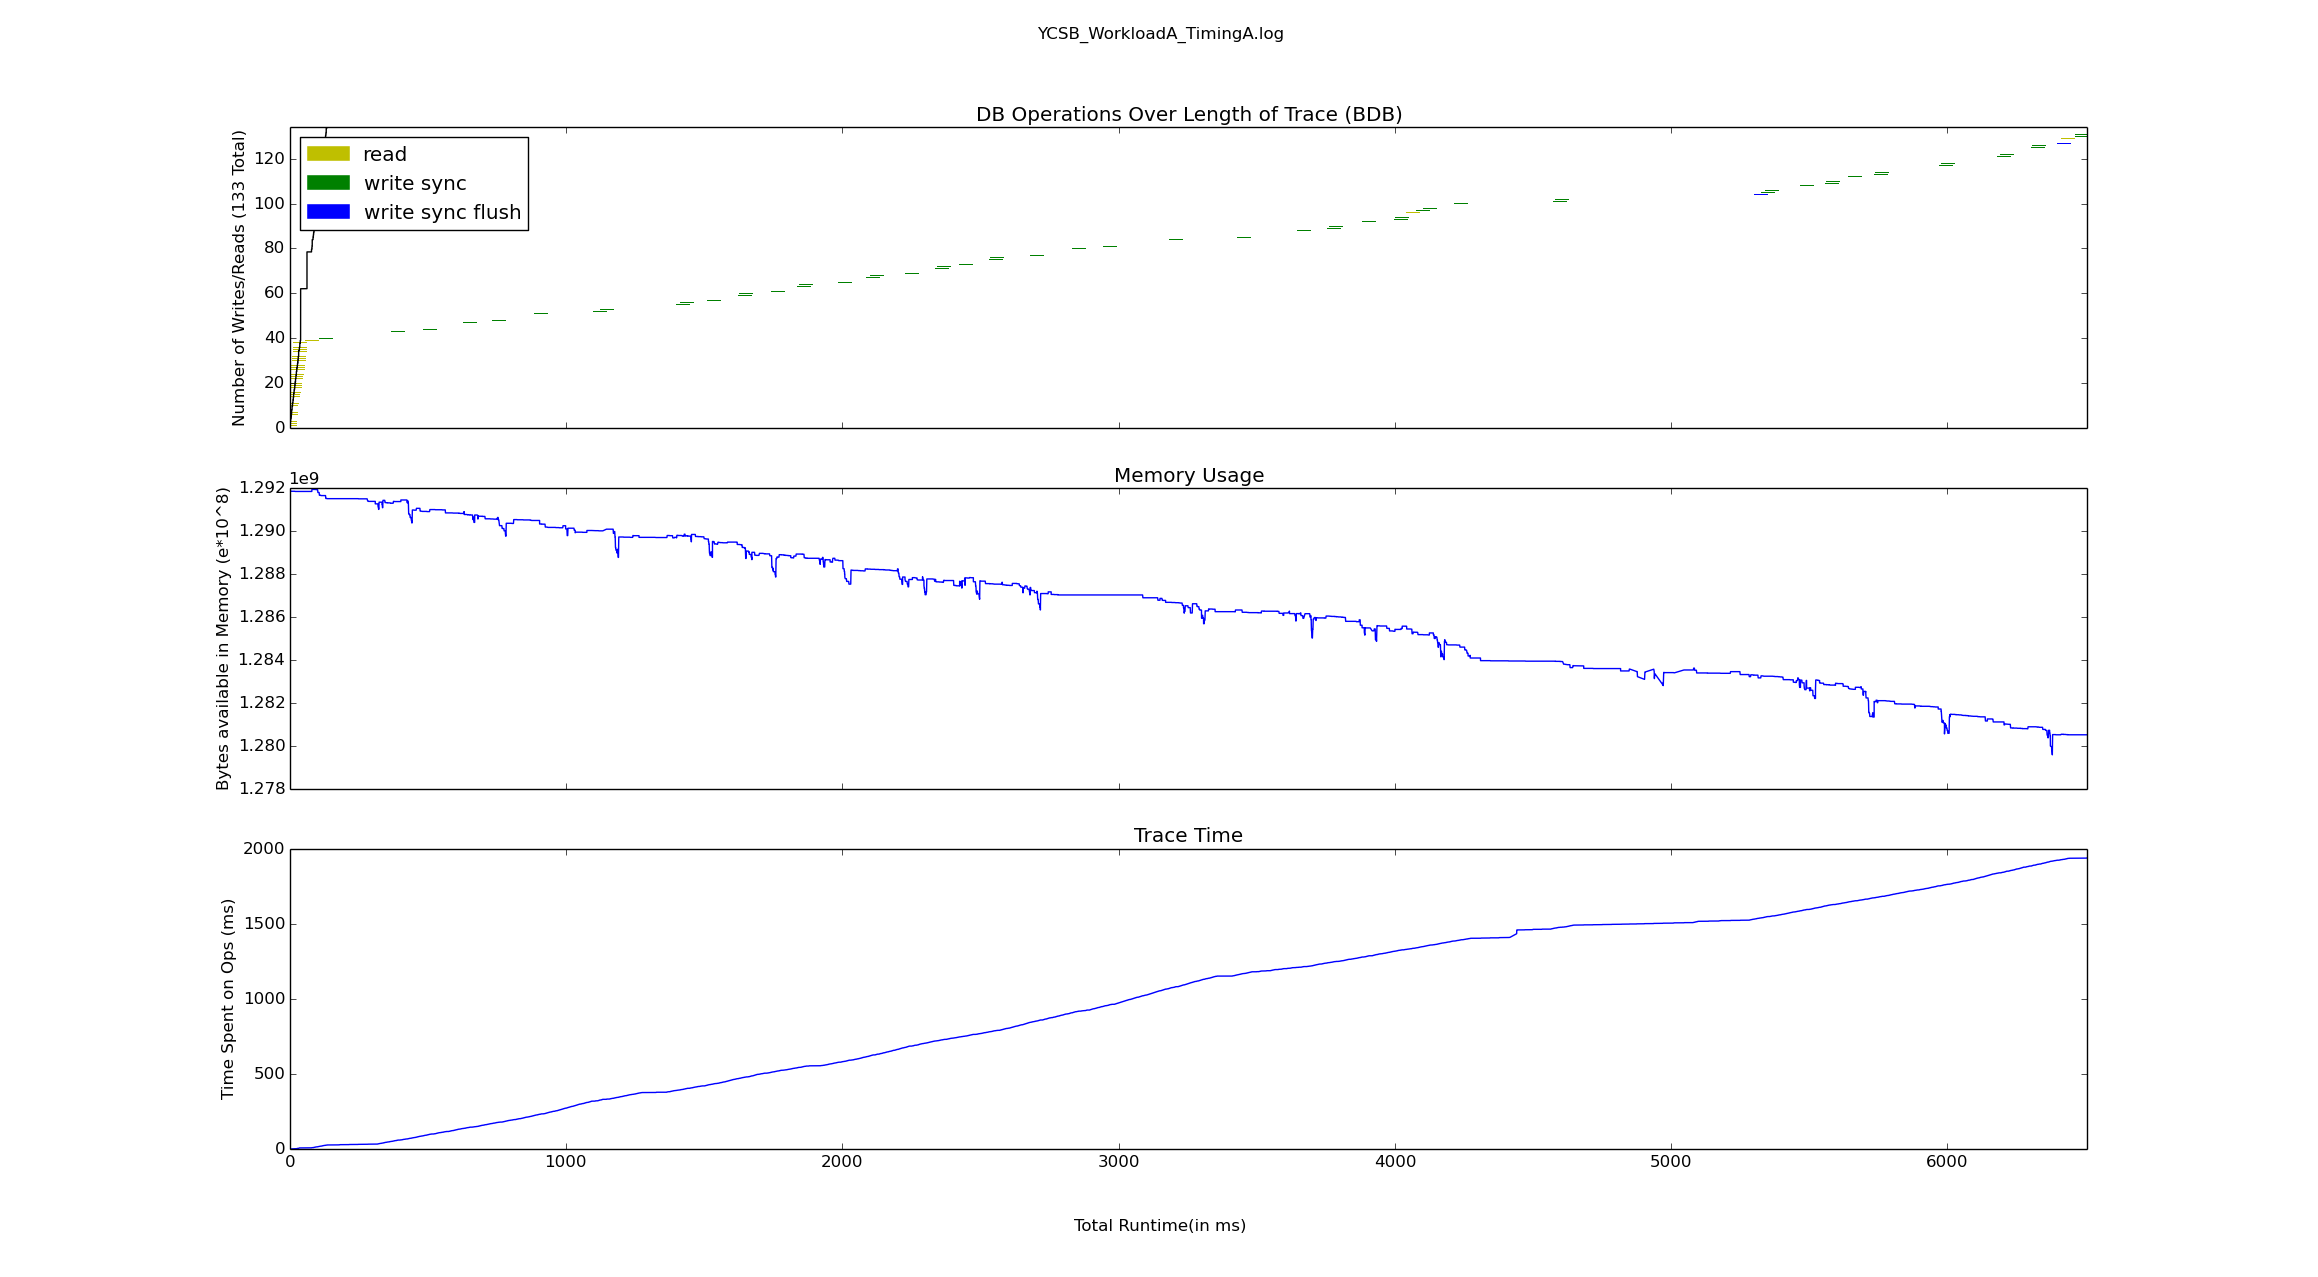 YCSB_WorkloadA_TimingA.log
DB Operations Over Length of Trace (BDB)
Number of Writes/Reads (133 Total)
120
100
80
60
40
20
0
read
write sync
write sync flush
Memory Usage
1e9
Bytes available in Memory (e*10^8)
1.292
1.290
1.288
1.286
1.284
1.282
1.280
1.278
Trace Time
Time Spent on Ops (ms)
2000
1500
1000
500
0
0 1000 2000 3000 4000 5000 6000
Total Runtime(in ms)